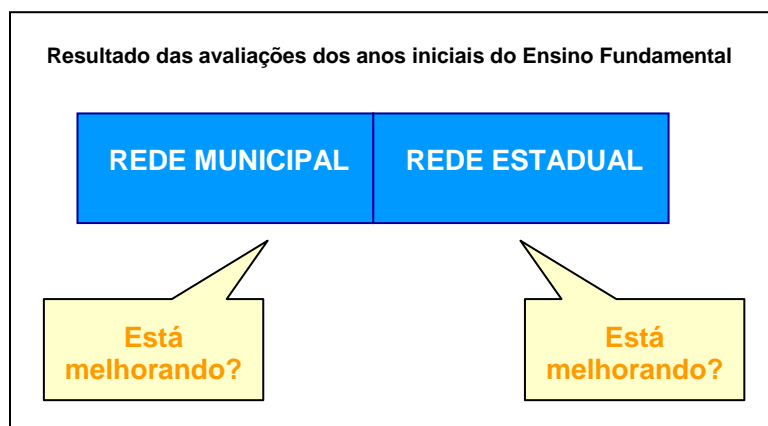 Resultado das avaliações dos anos iniciais do Ensino Fundamental
REDE MUNICIPAL
REDE ESTADUAL
Está
melhorando?
Está
melhorando?